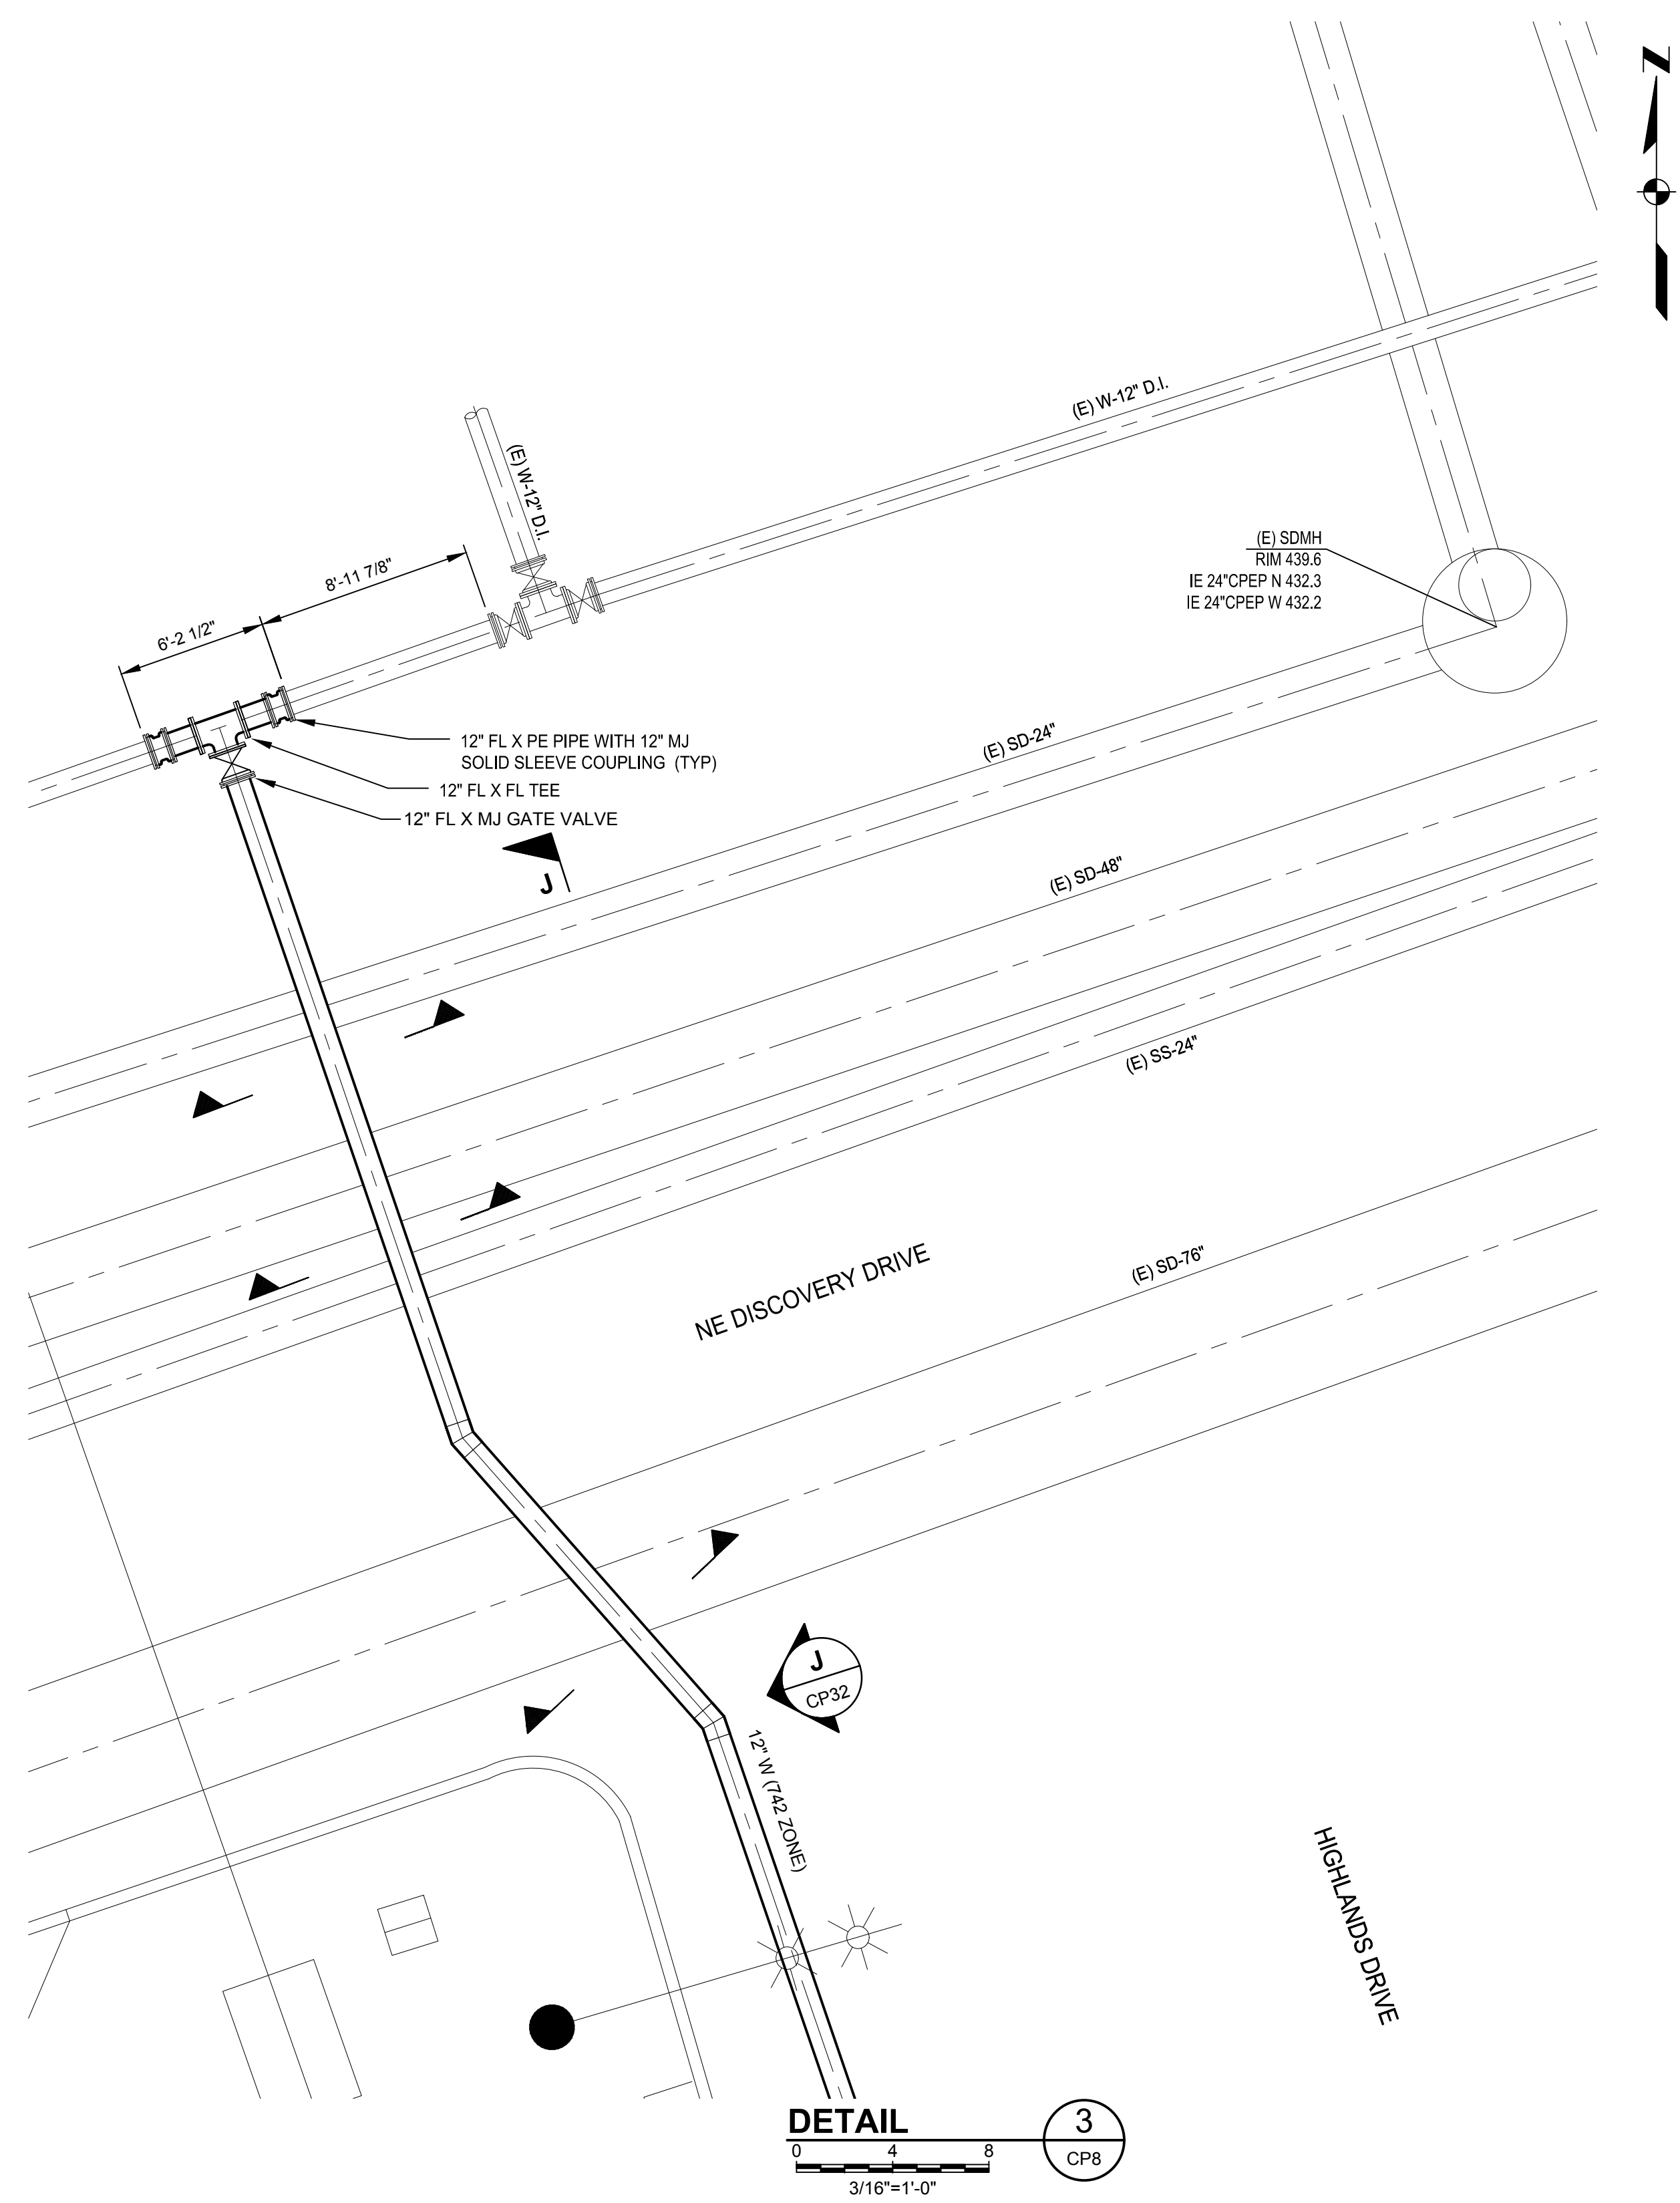 N
(E) W-12" D.I.
(E) W-12" D.I.
(E) SDMH
RIM 439.6
IE 24"CPEP N 432.3
IE 24"CPEP W 432.2
8'-11 7/8"
6'-2 1/2"
12" FL X PE PIPE WITH 12" MJ
SOLID SLEEVE COUPLING (TYP)
12" FL X FL TEE
12" FL X MJ GATE VALVE
(E) SD-24"
J
(E) SD-48"
(E) SS-24"
NE DISCOVERY DRIVE
(E) SD-76"
J
CP32
12" W (742 ZONE)
HIGHLANDS DRIVE
DETAIL
3
CP8
0 4 8
3/16"=1'-0"